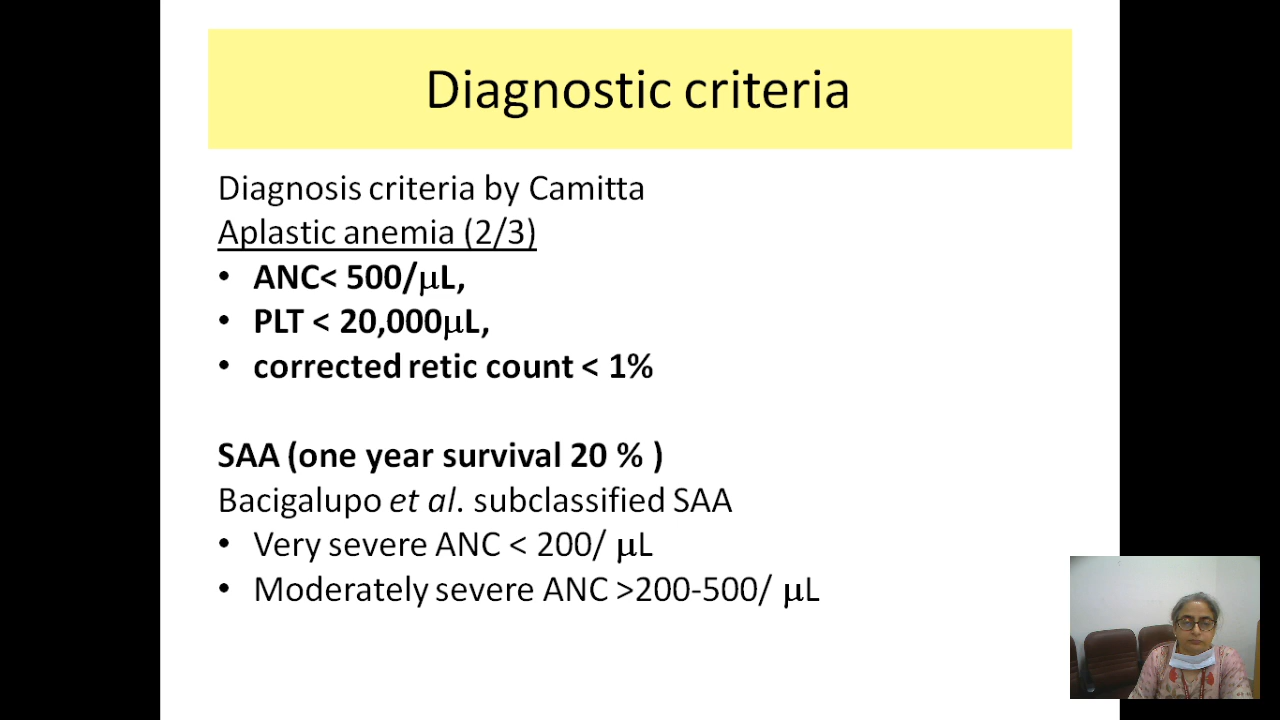 Diagnostic criteria
Diagnosis criteria by Camitta
Aplastic anemia (2/3)
• ANC< 500/μL,
• PLT < 20,000μL,
• corrected retic count < 1%
SAA (one year survival 20 % )
Bacigalupo et al. subclassified SAA
• Very severe ANC < 200/ μL
• Moderately severe ANC >200-500/ μL